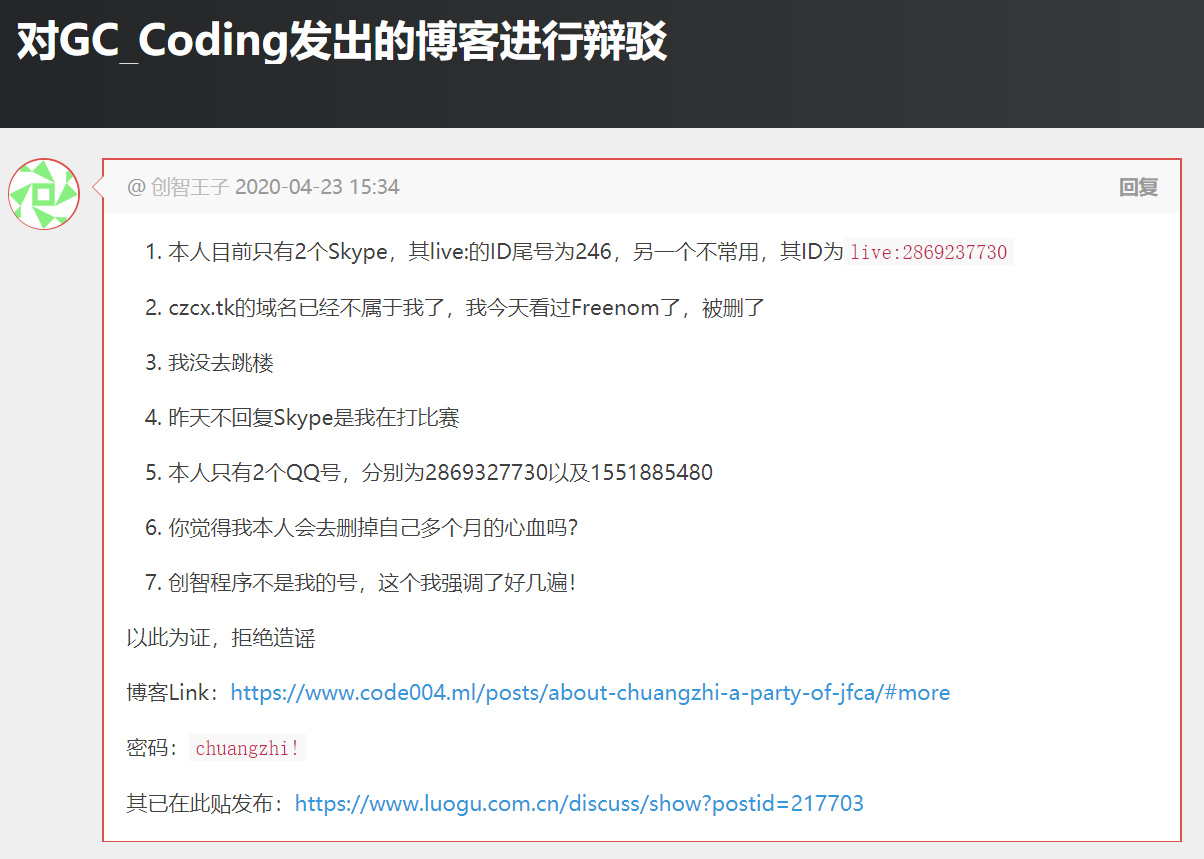 对GC_Coding发出的博客进行辩驳
@ 创智王子 2020-04-23 15:34 回复
1. 本人目前只有2个Skype，其live:的ID尾号为246，另一个不常用，其ID为 live:2869237730
2. czcx.tk的域名已经不属于我了，我今天看过Freenom了，被删了
3. 我没去跳楼
4. 昨天不回复Skype是我在打比赛
5. 本人只有2个QQ号，分别为2869327730以及1551885480
6. 你觉得我本人会去删掉自己多个月的心血吗？
7. 创智程序不是我的号，这个我强调了好几遍！
以此为证，拒绝造谣
博客Link：https://www.code004.ml/posts/about-chuangzhi-a-party-of-jfca/#more
密码：chuangzhi!
其已在此贴发布：https://www.luogu.com.cn/discuss/show?postid=217703